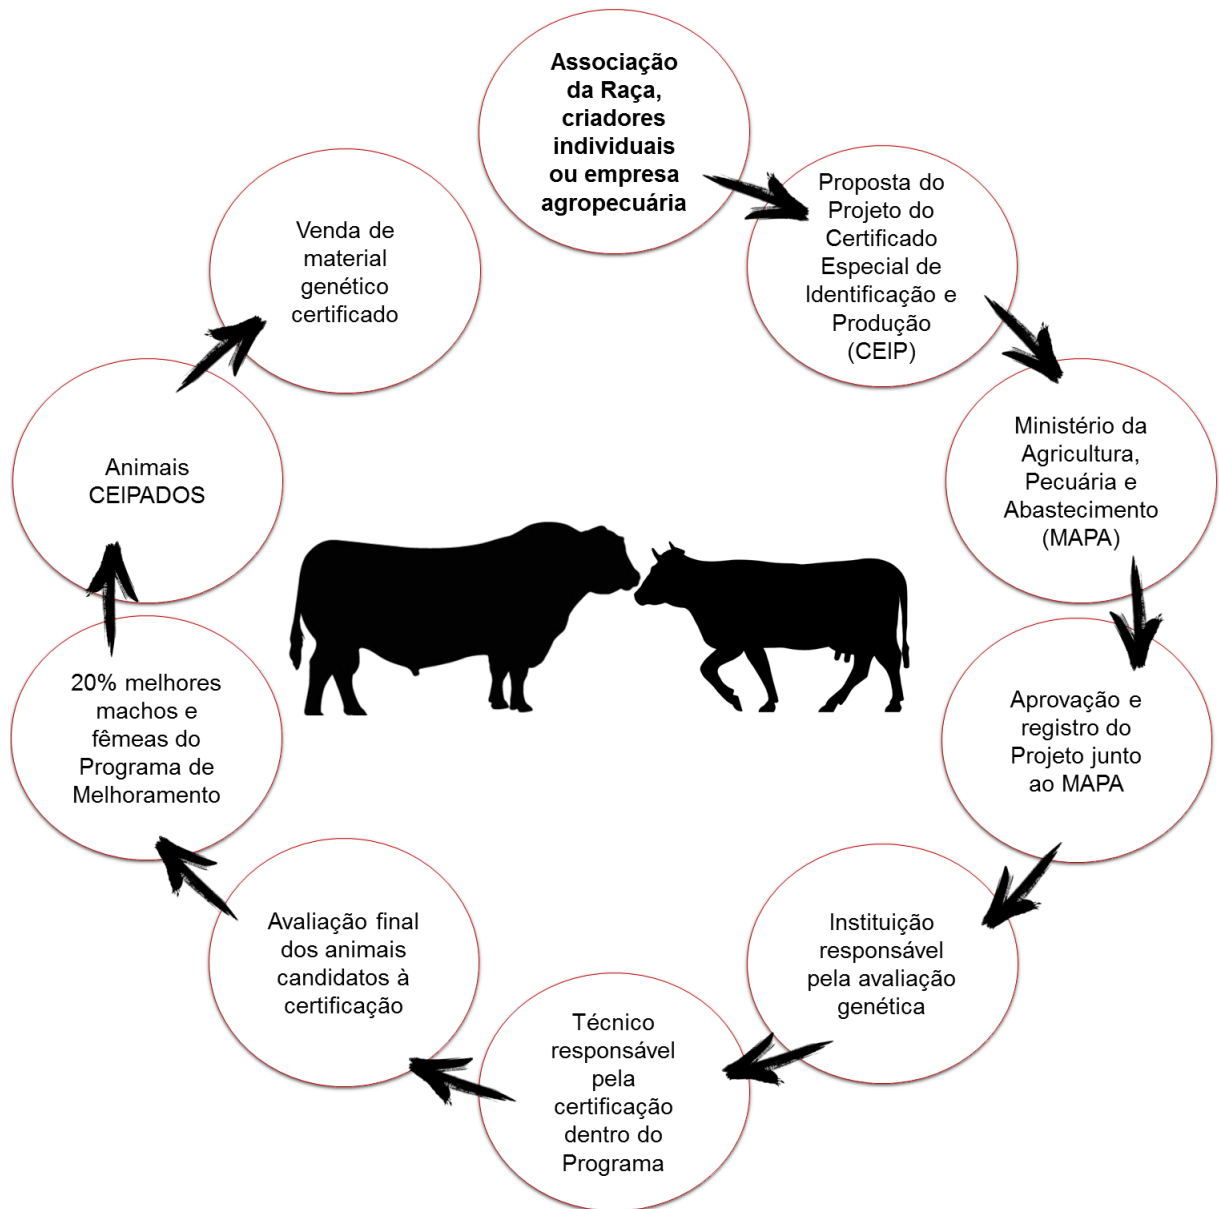 Associação
da Raça,
criadores
individuais
ou empresa
agropecuária
Proposta do
Projeto do
Certificado
Especial de
Identificação e
Produção
(CEIP)
Ministério da
Agricultura,
Pecuária e
Abastecimento
(MAPA)
Aprovação e
registro do
Projeto junto
ao MAPA
Instituição
responsável
pela avaliação
genética
Técnico
responsável
pela
certificação
dentro do
Programa
Avaliação final
dos animais
candidatos à
certificação
20% melhores
machos e
fêmeas do
Programa de
Melhoramento
Animais
CEIPADOS
Venda de
material
genético
certificado